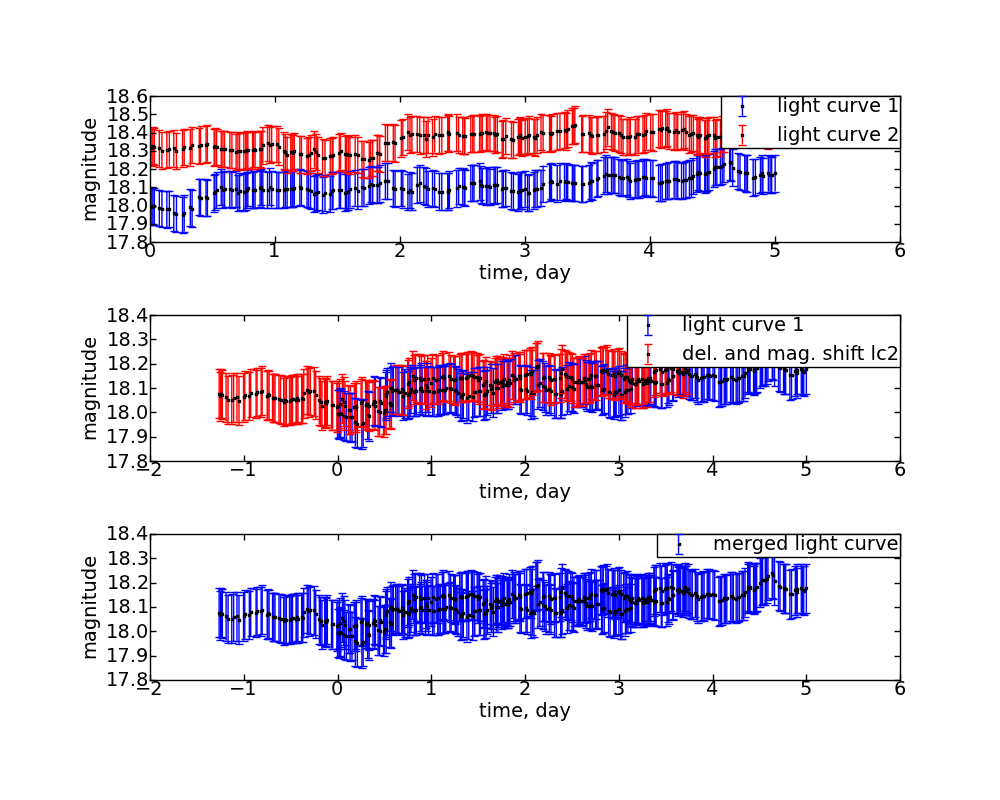 18.6
18.5
18.4
18.3
18.2
18.1
18.0
17.9
17.8
magnitude
light curve 1
light curve 2
0 1 2 3 4 5 6
time, day
18.4
18.3
18.2
18.1
18.0
17.9
17.8
magnitude
light curve 1
del. and mag. shift lc2
−2 −1 0 1 2 3 4 5 6
time, day
18.4
18.3
18.2
18.1
18.0
17.9
17.8
magnitude
merged light curve
−2 −1 0 1 2 3 4 5 6
time, day